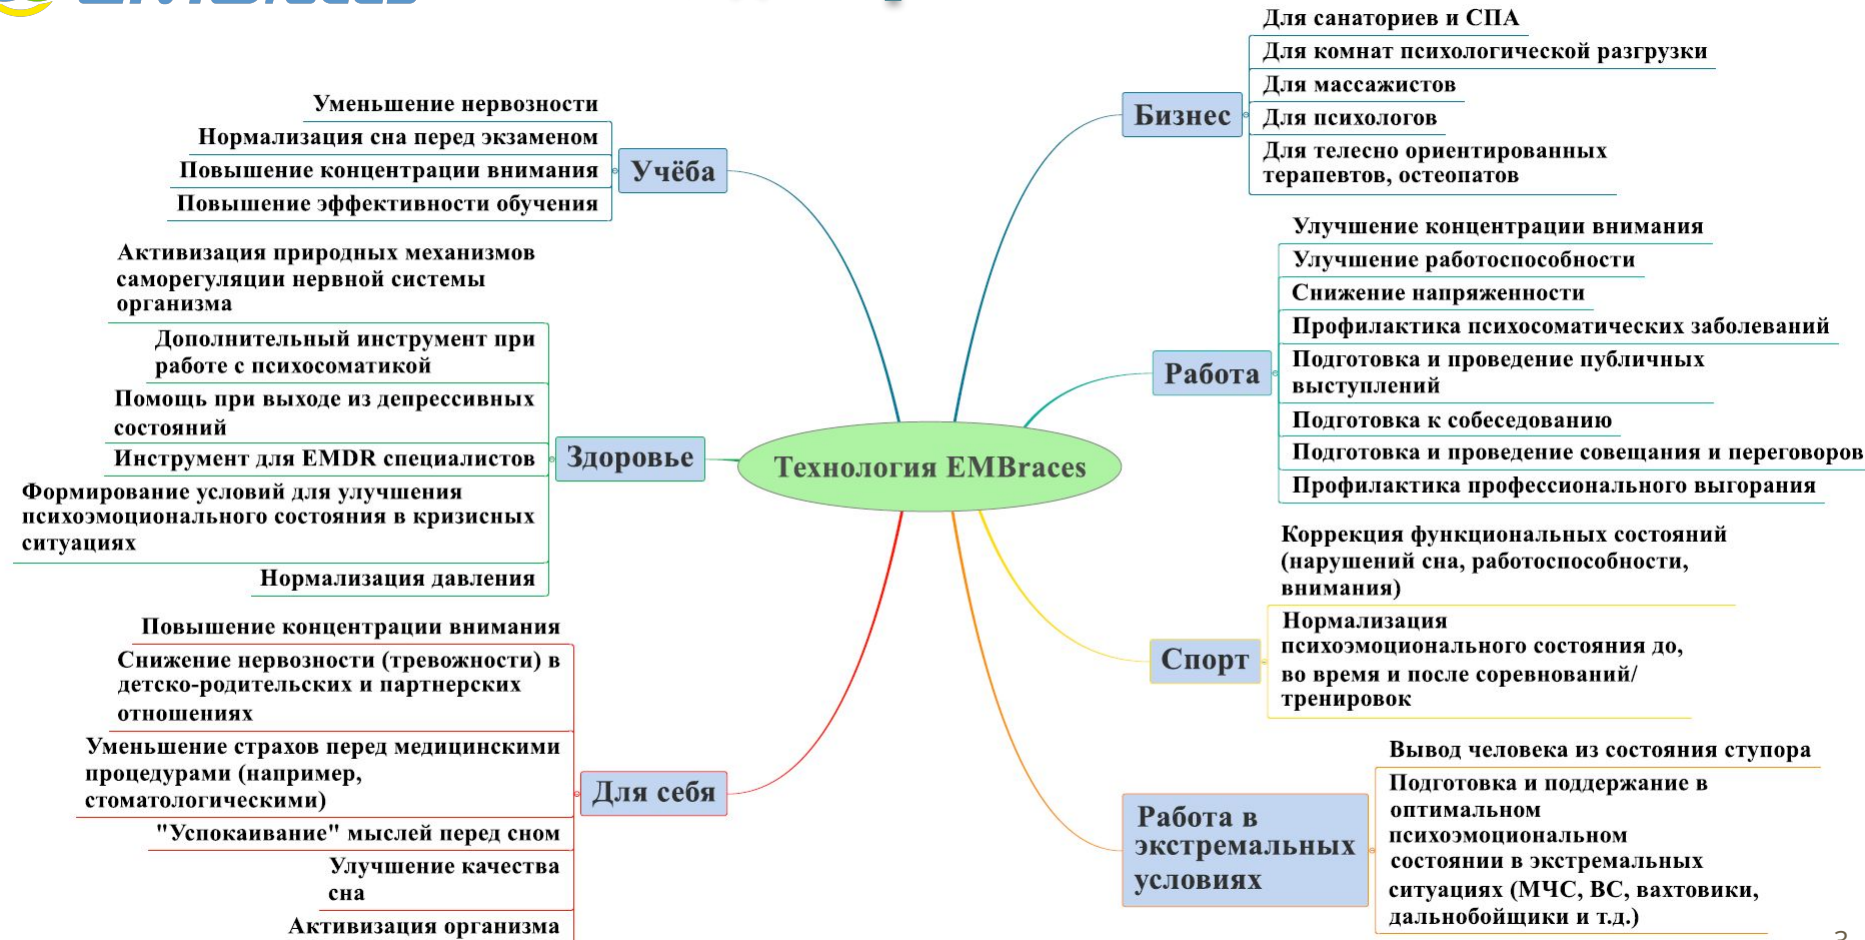 Для санаториев и СПА
Для комнат психологической разгрузки
Для массажистов
Для психологов
Для телесно ориентированных
терапевтов, остеопатов
Бизнес
Уменьшение нервозности
Нормализация сна перед экзаменом
Повышение концентрации внимания
Повышение эффективности обучения
Учёба
Улучшение концентрации внимания
Улучшение работоспособности
Снижение напряженности
Профилактика психосоматических заболеваний
Подготовка и проведение публичных
выступлений
Подготовка к собеседованию
Подготовка и проведение совещания и переговоров
Профилактика профессионального выгорания
Работа
Активизация природных механизмов
саморегуляции нервной системы
организма
Дополнительный инструмент при
работе с психосоматикой
Помощь при выходе из депрессивных
состояний
Инструмент для EMDR специалистов
Формирование условий для улучшения
психоэмоционального состояния в кризисных
ситуациях
Нормализация давления
Здоровье
Технология EMBraces
Коррекция функциональных состояний
(нарушений сна, работоспособности,
внимания)
Нормализация
психоэмоционального состояния до,
во время и после соревнований/
тренировок
Спорт
Повышение концентрации внимания
Снижение нервозности (тревожности) в
детско-родительских и партнерских
отношениях
Уменьшение страхов перед медицинскими
процедурами (например,
стоматологическими)
"Успокаивание" мыслей перед сном
Улучшение качества
сна
Активизация организма
Для себя
Вывод человека из состояния ступора
Подготовка и поддержание в
оптимальном
психоэмоциональном
состоянии в экстремальных
ситуациях (МЧС, ВС, вахтовики,
дальнобойщики и т.д.)
Работа в
экстремальных
условиях